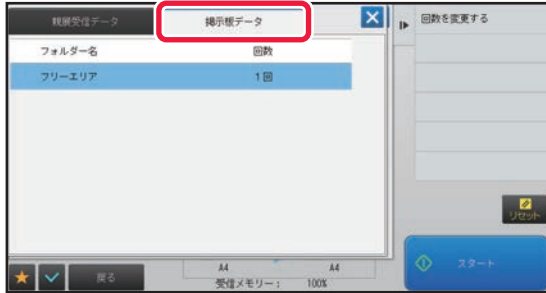 親展受信データ
掲示板データ
回数を変更する
フォルダー名
回数
フリーエリア
1回
リセット
戻る
A4
A4
受信メモリー:
100%
スタート